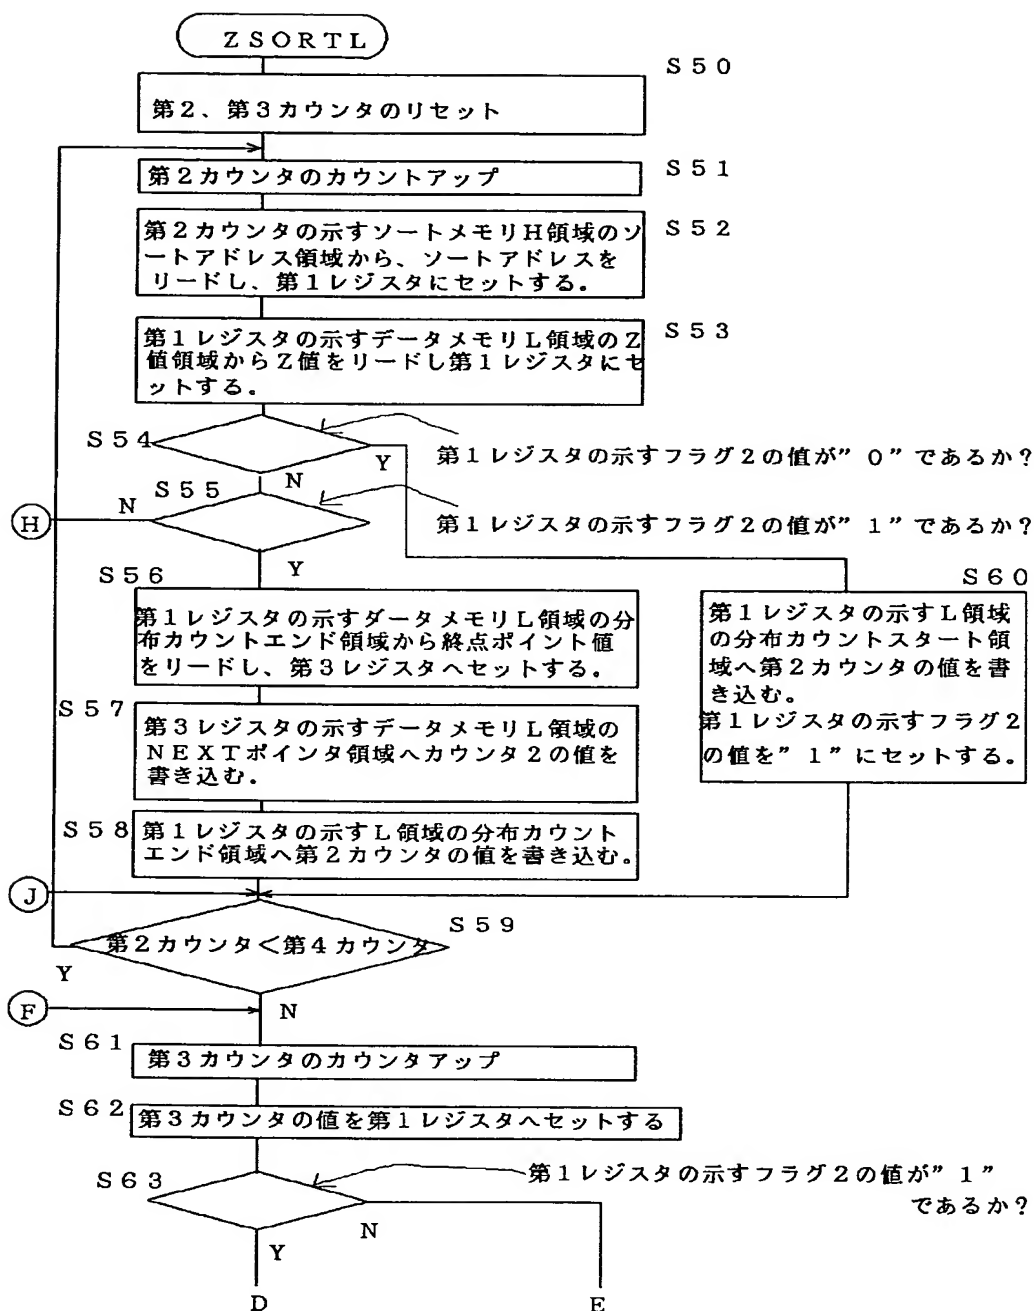 ZSORTL
S50
第2、第3カウンタのリセット
S51
第2カウンタのカウントアップ
S52
第2カウンタの示すソートメモリH領域のソ
ートアドレス領域から、ソートアドレスを
リードし、第1レジスタにセットする。
S53
第1レジスタの示すデータメモリL領域のZ
値領域からZ値をリードし第1レジスタにセ
ットする。
S54
Y
第1レジスタの示すフラグ2の値が”0”であるか？
N
S55
N
H
第1レジスタの示すフラグ2の値が”1”であるか？
Y
S56
第1レジスタの示すダータメモリL領域の分
布カウントエンド領域から終点ポイント値
をリードし、第3レジスタへセットする。
S60
第1レジスタの示すL領域
の分布カウントスタート領
域へ第2カウンタの値を書
き込む。
第1レジスタの示すフラグ2
の値を”1”にセットする。
S57
第3レジスタの示すデータメモリL領域の
NEXTポインタ領域へカウンタ2の値を
書き込む。
S58
第1レジスタの示すL領域の分布カウント
エンド領域へ第2カウンタの値を書き込む。
J
S59
第2カウンタ＜第4カウンタ
Y
N
F
S61
第3カウンタのカウンタアップ
S62
第3カウンタの値を第1レジスタへセットする
S63
第1レジスタの示すフラグ2の値が”1”
であるか？
N
Y
D
E